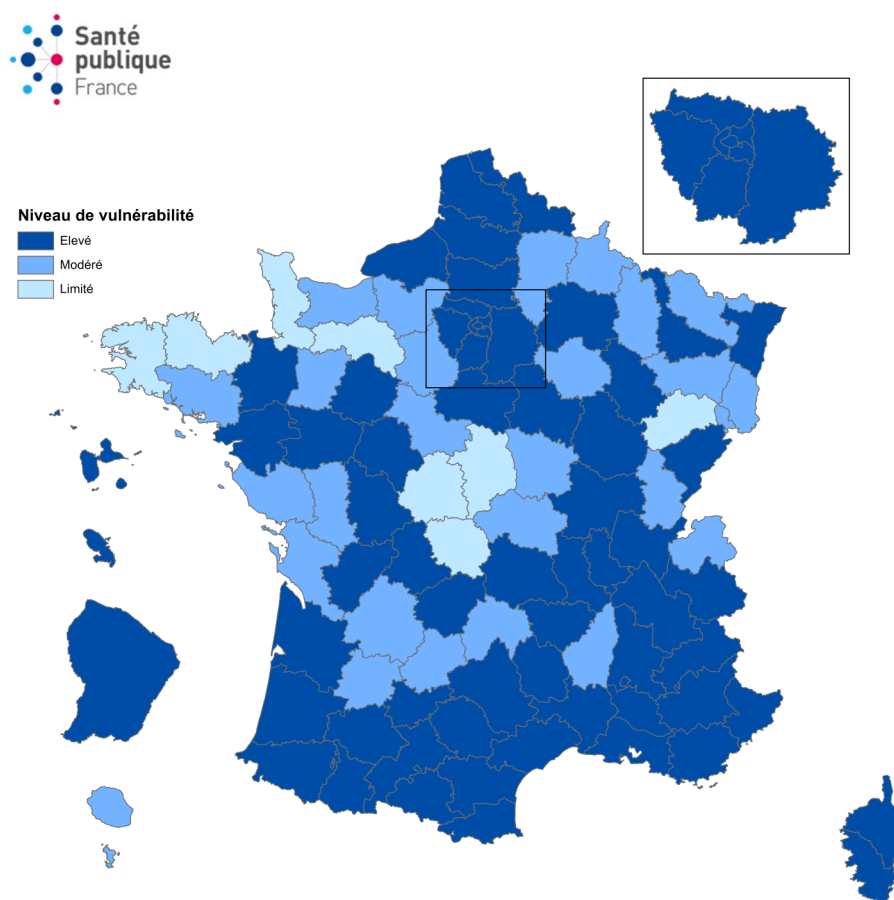 Santé
publique
France
Niveau de vulnérabilité
Elevé
Modéré
Limité